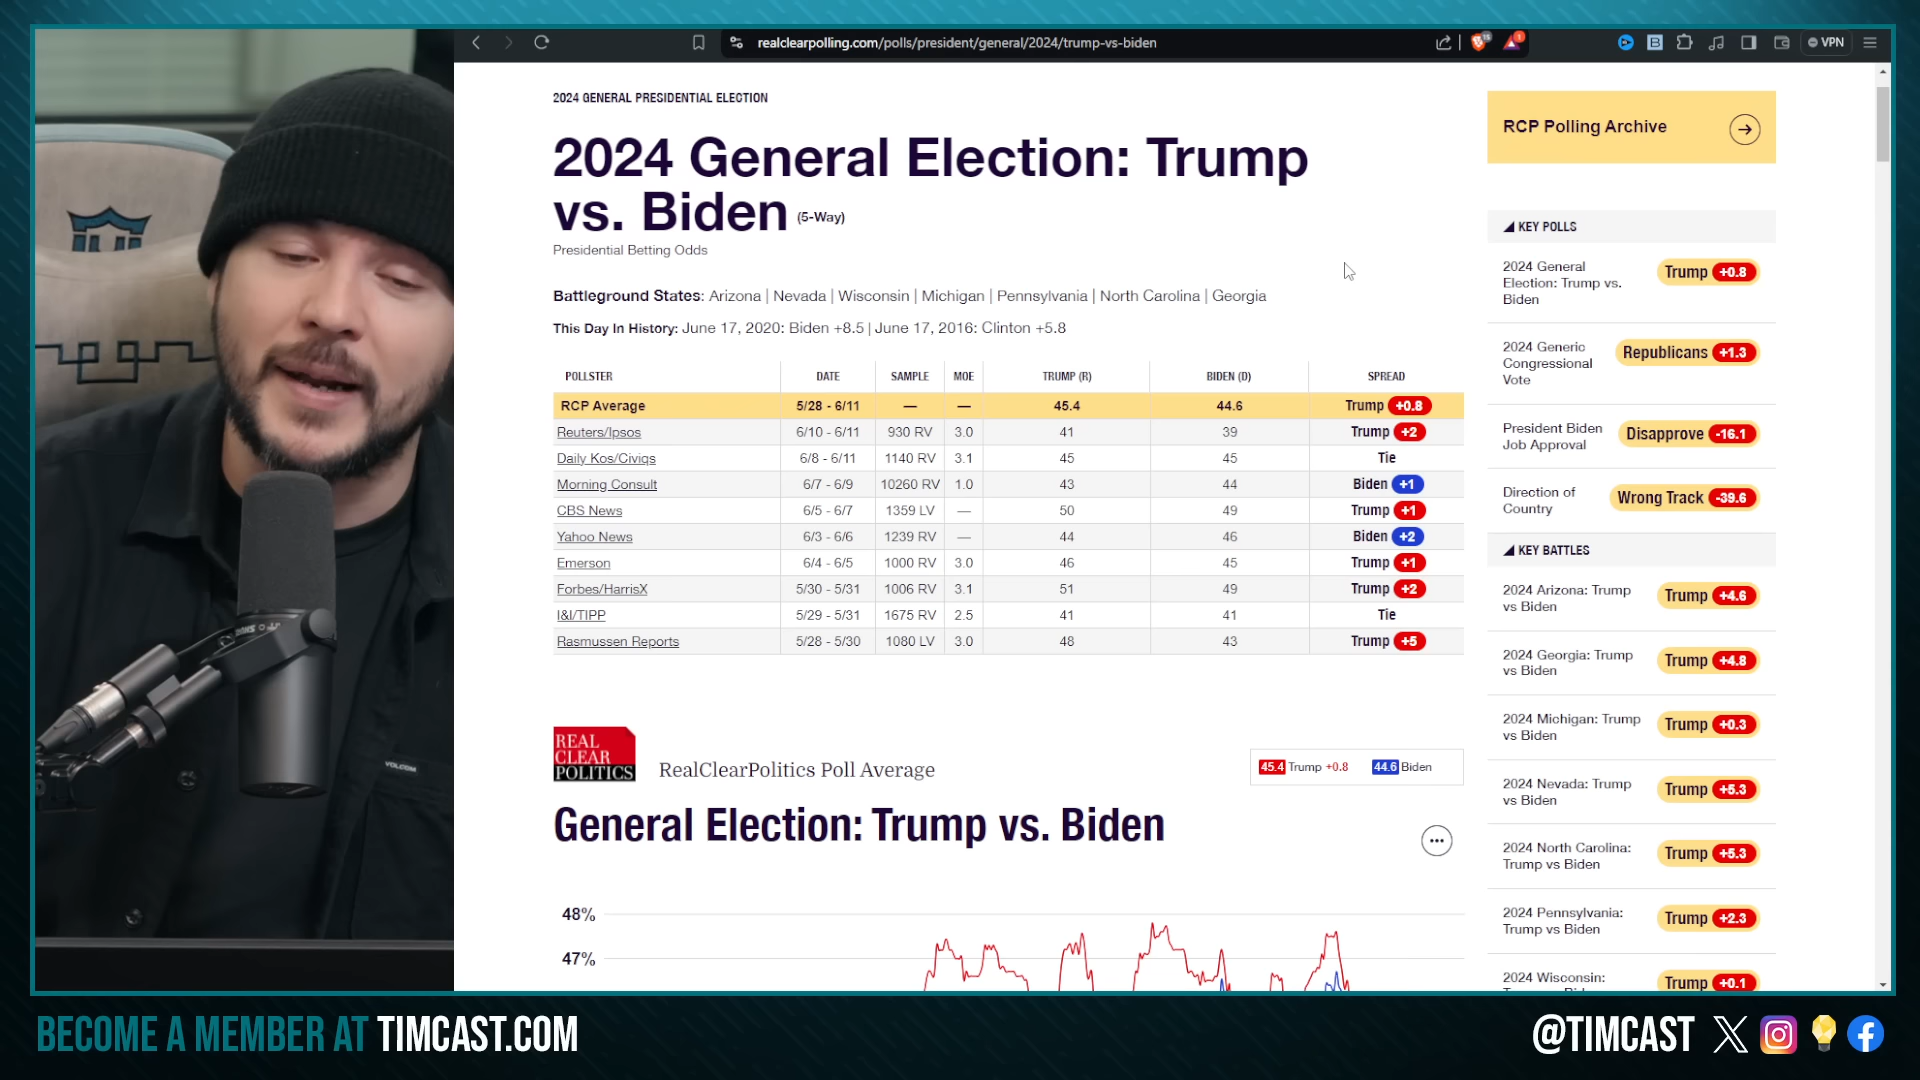 realclearpolling.com/polls/president/general/2024/trump-vs-biden
VPN
2024 GENERAL PRESIDENTIAL ELECTION
2024 General Election: Trump
vs. Biden (5-Way)
Presidential Betting Odds
Battleground States: Arizona | Nevada | Wisconsin | Michigan | Pennsylvania | North Carolina | Georgia
This Day In History: June 17, 2020: Biden +8.5 | June 17, 2016: Clinton +5.8
POLLSTER DATE SAMPLE MOE TRUMP (R) BIDEN (D) SPREAD
RCP Average 5/28 - 6/11 — — 45.4 44.6 Trump +0.8
Reuters/Ipsos 6/10 - 6/11 930 RV 3.0 41 39 Trump +2
Daily Kos/Civiqs 6/8 - 6/11 1140 RV 3.1 45 45 Tie
Morning Consult 6/7 - 6/9 10260 RV 1.0 43 44 Biden +1
CBS News 6/5 - 6/7 1359 LV — 50 49 Trump +1
Yahoo News 6/3 - 6/6 1239 RV — 44 46 Biden +2
Emerson 6/4 - 6/5 1000 RV 3.0 46 45 Trump +1
Forbes/HarrisX 5/30 - 5/31 1006 RV 3.1 51 49 Trump +2
I&I/TIPP 5/29 - 5/31 1675 RV 2.5 41 41 Tie
Rasmussen Reports 5/28 - 5/30 1080 LV 3.0 48 43 Trump +5
REAL
CLEAR
POLITICS
RealClearPolitics Poll Average
45.4 Trump +0.8 44.6 Biden
General Election: Trump vs. Biden
48%
47%
RCP Polling Archive
KEY POLLS
2024 General
Election: Trump vs.
Biden
Trump +0.8
2024 Generic
Congressional
Vote
Republicans +1.3
President Biden
Job Approval
Disapprove -16.1
Direction of
Country
Wrong Track -39.6
KEY BATTLES
2024 Arizona: Trump
vs Biden
Trump +4.6
2024 Georgia: Trump
vs Biden
Trump +4.8
2024 Michigan: Trump
vs Biden
Trump +0.3
2024 Nevada: Trump
vs Biden
Trump +5.3
2024 North Carolina:
Trump vs Biden
Trump +5.3
2024 Pennsylvania:
Trump vs Biden
Trump +2.3
2024 Wisconsin:
Trump +0.1
VOLCOM
BECOME A MEMBER AT TIMCAST.COM
@TIMCAST